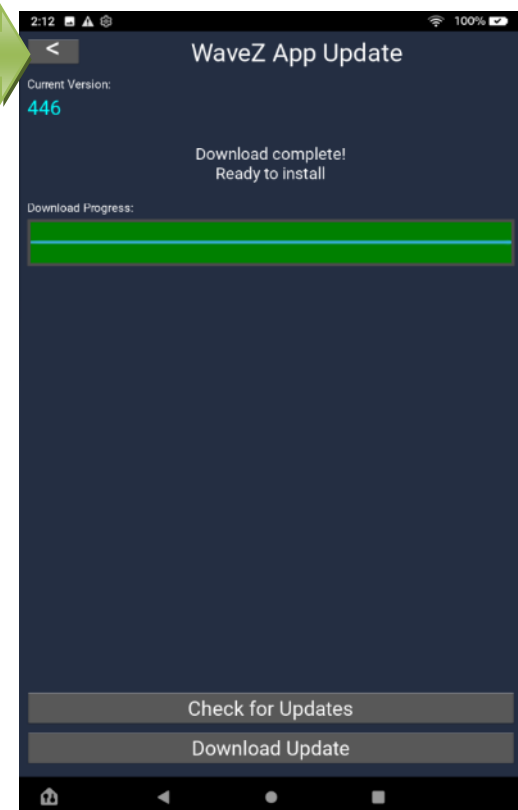 2:12 100%
< WaveZ App Update
Current Version:
446
Download complete!
Ready to install
Download Progress:
Check for Updates
Download Update